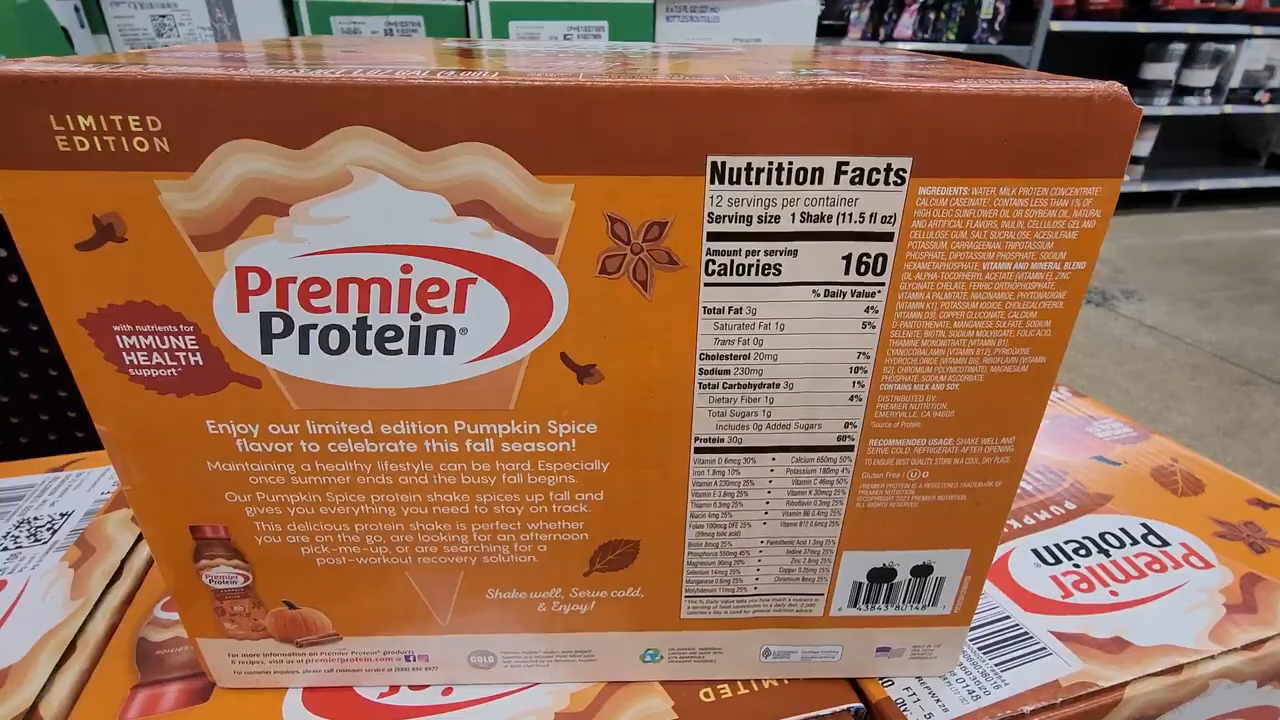 LIMITED
EDITION
Premier
Protein®
with nutrients for
IMMUNE
HEALTH
support*
Enjoy our limited edition Pumpkin Spice
flavor to celebrate this fall season!
Maintaining a healthy lifestyle can be hard. Especially
once summer ends and the busy fall begins.
Our Pumpkin Spice protein shake spices up fall and
gives you everything you need to stay on track.
This delicious protein shake is perfect whether
you are on the go, are looking for an afternoon
pick-me-up, or are searching for a
post-workout recovery solution.
Shake well, Serve cold,
& Enjoy!
For more information on Premier Protein® products
& recipes, visit us at premierprotein.com or
For customer inquiries, please call customer service at (888) 836-8977
GOLD
Nutrition Facts
12 servings per container
Serving size 1 Shake (11.5 fl oz)
Amount per serving
Calories 160
% Daily Value*
Total Fat 3g 4%
Saturated Fat 1g 5%
Trans Fat 0g
Cholesterol 20mg 7%
Sodium 230mg 10%
Total Carbohydrate 3g 1%
Dietary Fiber 1g 4%
Total Sugars 1g
Includes 0g Added Sugars 0%
Protein 30g 60%
Vitamin D 6mcg 30% • Calcium 650mg 50%
Iron 1.8mg 10% • Potassium 180mg 4%
Vitamin A 230mcg 25% • Vitamin C 46mg 50%
Vitamin E 3.8mg 25% • Vitamin K 30mcg 25%
Thiamin 0.3mg 25% • Riboflavin 0.3mg 25%
Niacin 4mg 25% • Vitamin B6 0.4mg 25%
Folate 100mcg DFE 25% • Vitamin B12 0.6mcg 25%
(59mcg folic acid)
Biotin 8mcg 25% • Pantothenic Acid 1.3mg 25%
Phosphorus 550mg 45% • Iodine 37mcg 25%
Magnesium 90mg 20% • Zinc 2.8mg 25%
Selenium 14mcg 25% • Copper 0.25mg 25%
Manganese 0.6mg 25% • Chromium 8mcg 25%
Molybdenum 11mcg 25% •
*The % Daily Value tells you how much a nutrient in
a serving of food contributes to a daily diet. 2,000
calories a day is used for general nutrition advice.
INGREDIENTS: WATER, MILK PROTEIN CONCENTRATE†,
CALCIUM CASEINATE†, CONTAINS LESS THAN 1% OF
HIGH OLEIC SUNFLOWER OIL OR SOYBEAN OIL, NATURAL
AND ARTIFICIAL FLAVORS, INULIN, CELLULOSE GEL AND
CELLULOSE GUM, SALT, SUCRALOSE, ACESULFAME
POTASSIUM, CARRAGEENAN, TRIPOTASSIUM
PHOSPHATE, DIPOTASSIUM PHOSPHATE, SODIUM
HEXAMETAPHOSPHATE, VITAMIN AND MINERAL BLEND
(DL-ALPHA-TOCOPHERYL ACETATE [VITAMIN E], ZINC
GLYCINATE CHELATE, FERRIC ORTHOPHOSPHATE,
VITAMIN A PALMITATE, NIACINAMIDE, PHYTONADIONE
[VITAMIN K1], POTASSIUM IODIDE, CHOLECALCIFEROL
[VITAMIN D3], COPPER GLUCONATE, CALCIUM
D-PANTOTHENATE, MANGANESE SULFATE, SODIUM
SELENITE, BIOTIN, SODIUM MOLYBDATE, FOLIC ACID,
THIAMINE MONONITRATE [VITAMIN B1],
CYANOCOBALAMIN [VITAMIN B12], PYRIDOXINE
HYDROCHLORIDE [VITAMIN B6], RIBOFLAVIN [VITAMIN
B2], CHROMIUM POLYNICOTINATE), MAGNESIUM
PHOSPHATE, SODIUM ASCORBATE.
CONTAINS MILK AND SOY.
DISTRIBUTED BY:
PREMIER NUTRITION,
EMERYVILLE, CA 94608
†Source of Protein
RECOMMENDED USAGE: SHAKE WELL AND
SERVE COLD. REFRIGERATE AFTER OPENING.
TO ENSURE BEST QUALITY, STORE IN A COOL, DRY PLACE.
Gluten Free
PREMIER PROTEIN IS A REGISTERED TRADEMARK OF
PREMIER NUTRITION.
©COPYRIGHT 2023 PREMIER NUTRITION.
ALL RIGHTS RESERVED.
6 43843 80148 1
Premier
Protein
PUMPK
Premier
Protein
LIMITED